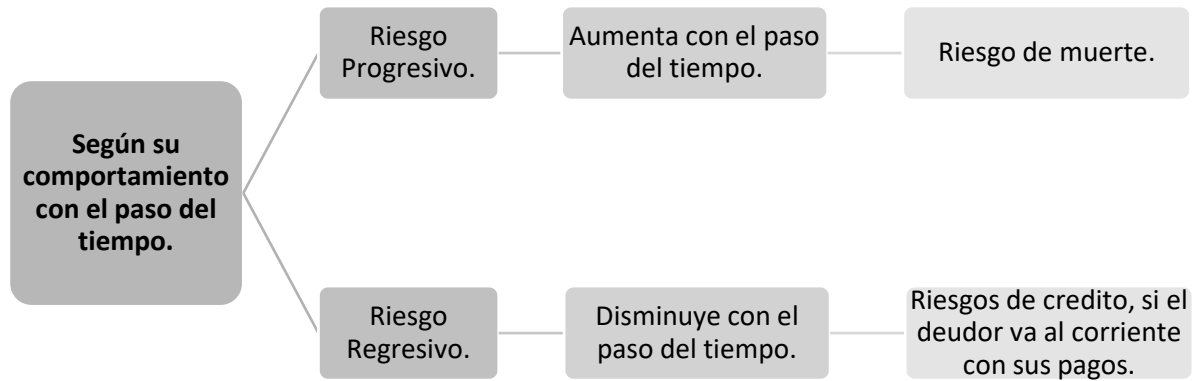 Según su
comportamiento
con el paso del
tiempo.
Riesgo
Progresivo.
Aumenta con el paso
del tiempo.
Riesgo de muerte.
Riesgo
Regresivo.
Disminuye con el
paso del tiempo.
Riesgos de credito, si el
deudor va al corriente
con sus pagos.